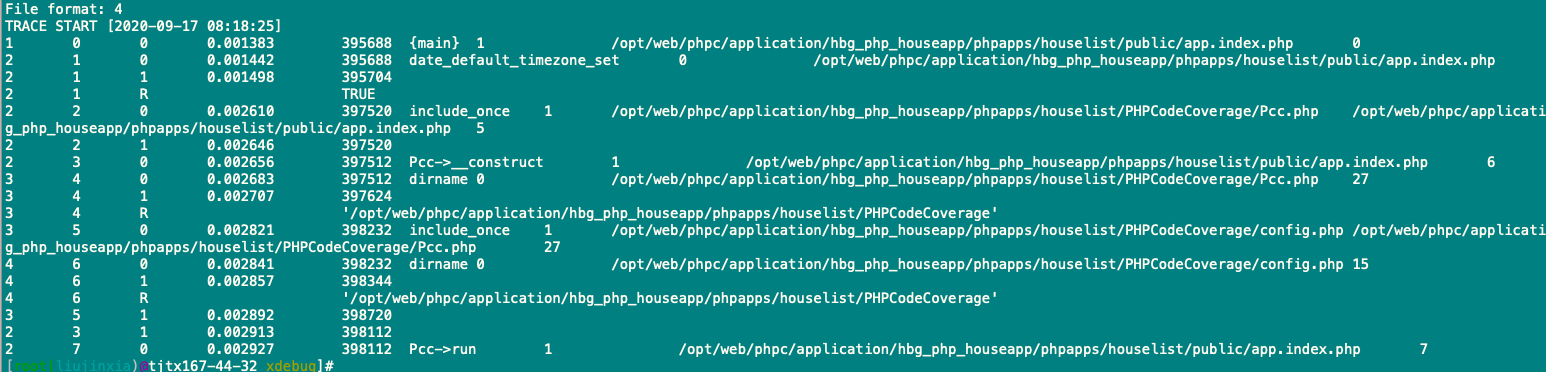 File format: 4
TRACE START [2020-09-17 08:18:25]
1 0 0 0.001383 395688 {main} 1 /opt/web/phpc/application/hbg_php_houseapp/phpapps/houselist/public/app.index.php 0
2 1 0 0.001442 395688 date_default_timezone_set 0 /opt/web/phpc/application/hbg_php_houseapp/phpapps/houselist/public/app.index.php
2 1 1 0.001498 395704
2 1 R TRUE
2 2 0 0.002610 397520 include_once 1 /opt/web/phpc/application/hbg_php_houseapp/phpapps/houselist/PHPCodeCoverage/Pcc.php /opt/web/phpc/applicati
g_php_houseapp/phpapps/houselist/public/app.index.php 5
2 2 1 0.002646 397520
2 3 0 0.002656 397512 Pcc->__construct 1 /opt/web/phpc/application/hbg_php_houseapp/phpapps/houselist/public/app.index.php 6
3 4 0 0.002683 397512 dirname 0 /opt/web/phpc/application/hbg_php_houseapp/phpapps/houselist/PHPCodeCoverage/Pcc.php 27
3 4 1 0.002707 397624
3 4 R '/opt/web/phpc/application/hbg_php_houseapp/phpapps/houselist/PHPCodeCoverage'
3 5 0 0.002821 398232 include_once 1 /opt/web/phpc/application/hbg_php_houseapp/phpapps/houselist/PHPCodeCoverage/config.php /opt/web/phpc/applicati
g_php_houseapp/phpapps/houselist/PHPCodeCoverage/Pcc.php 27
4 6 0 0.002841 398232 dirname 0 /opt/web/phpc/application/hbg_php_houseapp/phpapps/houselist/PHPCodeCoverage/config.php 15
4 6 1 0.002857 398344
4 6 R '/opt/web/phpc/application/hbg_php_houseapp/phpapps/houselist/PHPCodeCoverage'
3 5 1 0.002892 398720
2 3 1 0.002913 398112
2 7 0 0.002927 398112 Pcc->run 1 /opt/web/phpc/application/hbg_php_houseapp/phpapps/houselist/public/app.index.php 7
[root(liujinxia)@tjtx167-44-32 xdebug]#